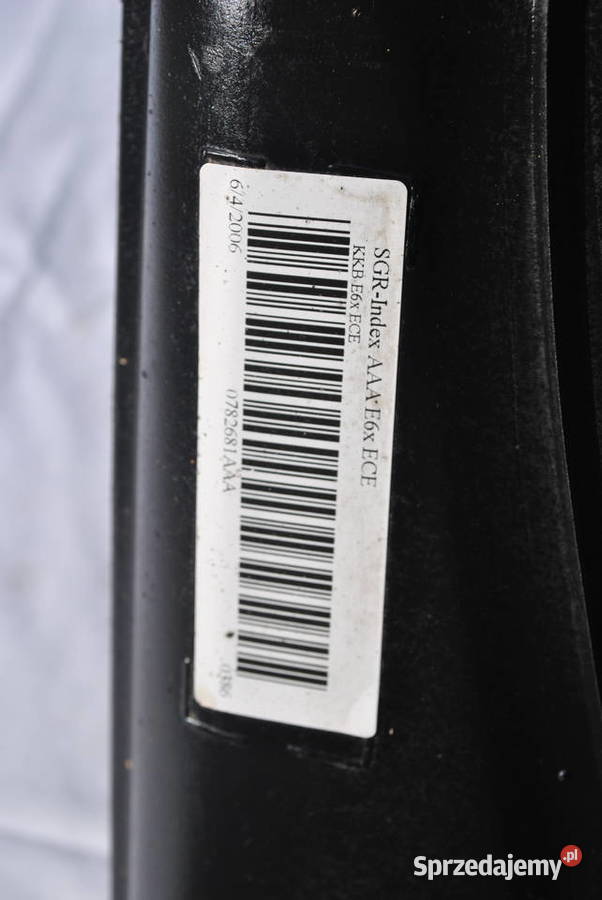 SGR-Index AAA E6x ECE
KKB E6x ECE
6/4/2006
0782681AAA
Sprzedajemy.pl